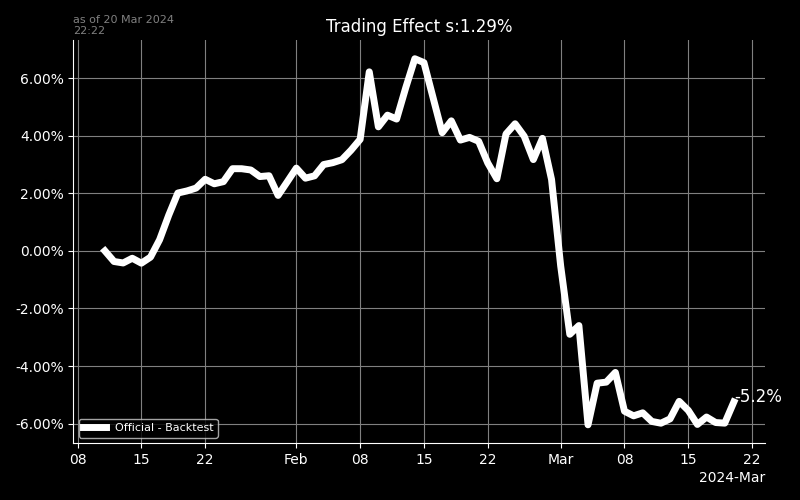 as of 20 Mar 2024
22:22
Trading Effect s:1.29%
6.00%
4.00%
2.00%
0.00%
-2.00%
-4.00%
-6.00%
-5.2%
Official - Backtest
08 15 22 Feb 08 15 22 Mar 08 15 22
2024-Mar